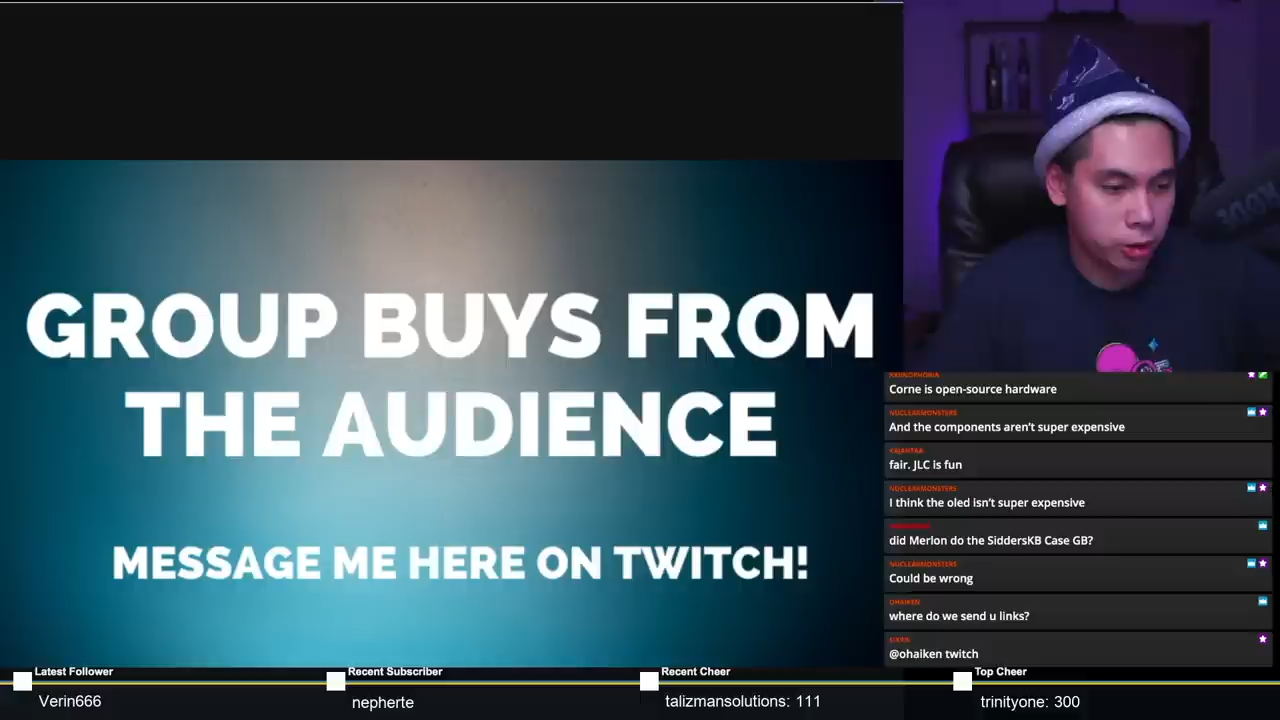 GROUP BUYS FROM
THE AUDIENCE
MESSAGE ME HERE ON TWITCH!
Corne is open-source hardware
NUCLEARMONSTERS
And the components aren't super expensive
fair. JLC is fun
NUCLEARMONSTERS
I think the oled isn't super expensive
did Merlon do the SiddersKB Case GB?
NUCLEARMONSTERS
Could be wrong
OHAIKEN
where do we send u links?
@ohaiken twitch
Latest Follower
Verin666
Recent Subscriber
nepherte
Recent Cheer
talizmansolutions: 111
Top Cheer
trinityone: 300